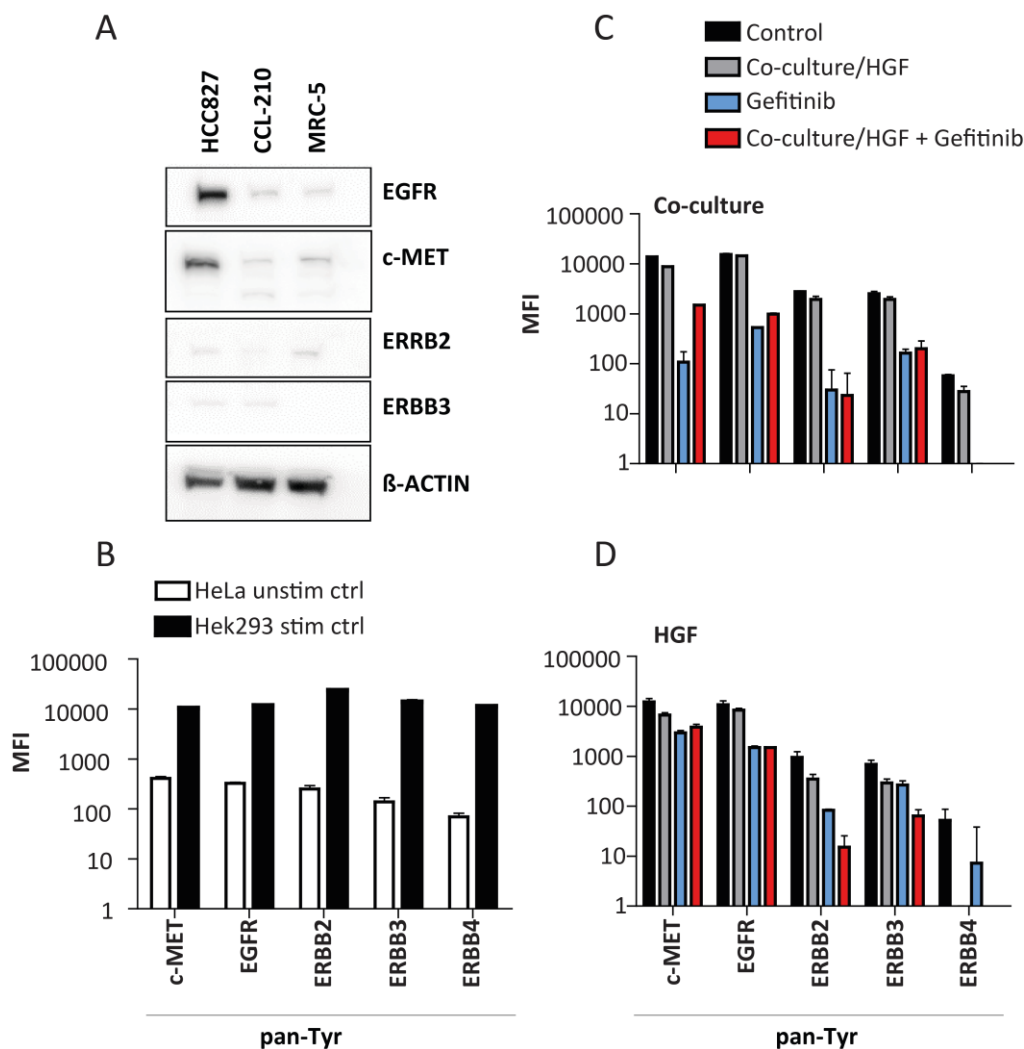 A
HCC827
CCL-210
MRC-5
EGFR
c-MET
ERRB2
ERBB3
ß-ACTIN
B
HeLa unstim ctrl
Hek293 stim ctrl
MFI
100000
10000
1000
100
10
1
c-MET
EGFR
ERBB2
ERBB3
ERBB4
pan-Tyr
C
Control
Co-culture/HGF
Gefitinib
Co-culture/HGF + Gefitinib
Co-culture
MFI
100000
10000
1000
100
10
1
D
HGF
100000
10000
1000
100
10
1
c-MET
EGFR
ERBB2
ERBB3
ERBB4
pan-Tyr